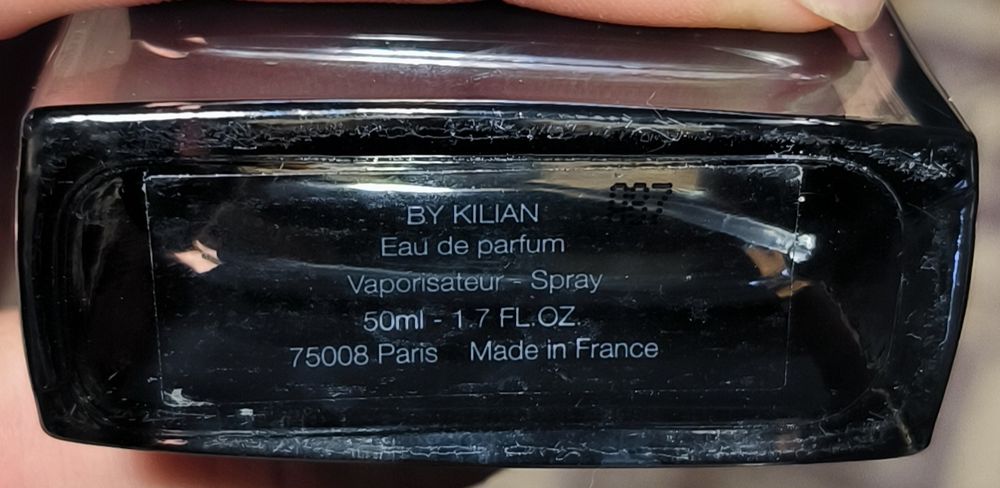 BY KILIAN
Eau de parfum
Vaporisateur - Spray
50ml - 1.7 FL.OZ.
75008 Paris Made in France